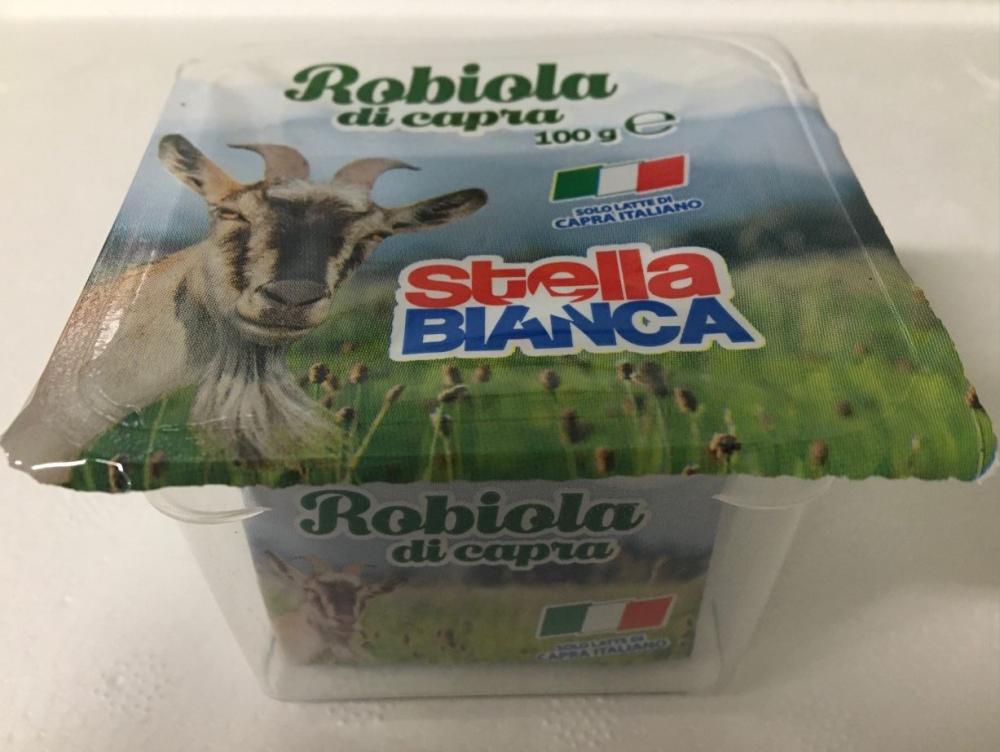 Robiola
di capra
100 g ℮
SOLO LATTE DI
CAPRA ITALIANO
stella
BIANCA
Robiola
di capra
SOLO LATTE DI
CAPRA ITALIANO